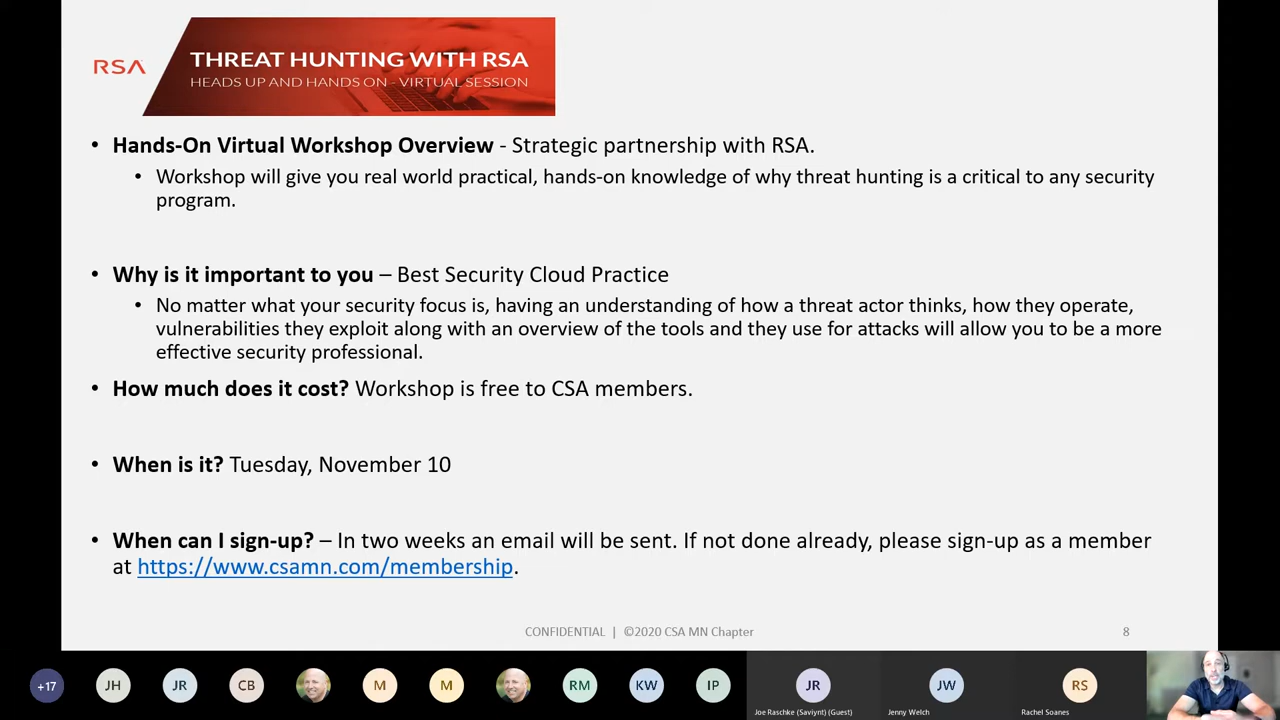 RSA
THREAT HUNTING WITH RSA
HEADS UP AND HANDS ON - VIRTUAL SESSION
• Hands-On Virtual Workshop Overview - Strategic partnership with RSA.
• Workshop will give you real world practical, hands-on knowledge of why threat hunting is a critical to any security
program.
• Why is it important to you – Best Security Cloud Practice
• No matter what your security focus is, having an understanding of how a threat actor thinks, how they operate,
vulnerabilities they exploit along with an overview of the tools and they use for attacks will allow you to be a more
effective security professional.
• How much does it cost? Workshop is free to CSA members.
• When is it? Tuesday, November 10
• When can I sign-up? – In two weeks an email will be sent. If not done already, please sign-up as a member
at https://www.csamn.com/membership.
CONFIDENTIAL | ©2020 CSA MN Chapter 8
+17 JH JR CB M M RM KW IP JR JW RS
Joe Raschke (Saviynt) (Guest) Jenny Welch Rachel Soanes